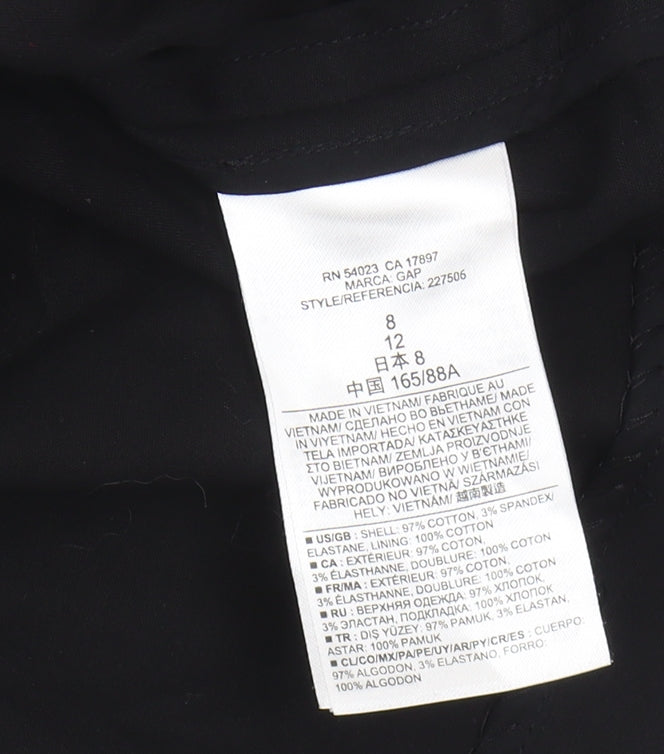 RN 54023 CA 17897
MARCA: GAP
STYLE/REFERENCIA: 227506
8
12
日本 8
中国 165/88A
MADE IN VIETNAM/ FABRIQUE AU
VIETNAM/ СДЕЛАНО ВО ВЬЕТНАМЕ/ MADE
IN VIYETNAM/ HECHO EN VIETNAM CON
TELA IMPORTADA/ ΚΑΤΑΣΚΕΥΑΣΤΗΚΕ
ΣΤΟ ΒΙΕΤΝΑΜ/ ZEMLJA PROIZVODNJE
VIJETNAM/ ВИРОБЛЕНО У В'ЄТНАМІ/
WYPRODUKOWANO W WIETNAMIE/
FABRICADO NO VIETNÃ/ SZÁRMAZÁSI
HELY: VIETNÁM/ 越南製造
■ US/GB : SHELL: 97% COTTON, 3% SPANDEX/
ELASTANE, LINING: 100% COTTON
■ CA : EXTÉRIEUR: 97% COTON,
3% ÉLASTHANNE, DOUBLURE: 100% COTON
■ FR/MA : EXTÉRIEUR: 97% COTON,
3% ÉLASTHANNE, DOUBLURE: 100% COTON
■ RU : ВЕРХНЯЯ ОДЕЖДА: 97% ХЛОПОК,
3% ЭЛАСТАН, ПОДКЛАДКА: 100% ХЛОПОК
■ TR : DIŞ YÜZEY: 97% PAMUK, 3% ELASTAN,
ASTAR: 100% PAMUK
■ CL/CO/MX/PA/PE/UY/AR/PY/CR/ES : CUERPO:
97% ALGODON, 3% ELASTANO, FORRO:
100% ALGODON